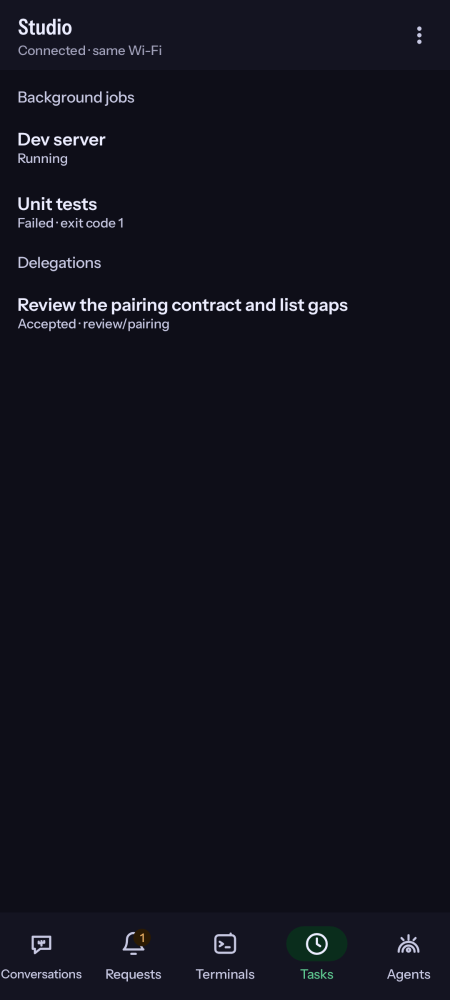 Studio
Connected · same Wi-Fi
Background jobs
Dev server
Running
Unit tests
Failed · exit code 1
Delegations
Review the pairing contract and list gaps
Accepted · review/pairing
1
Conversations
Requests
Terminals
Tasks
Agents